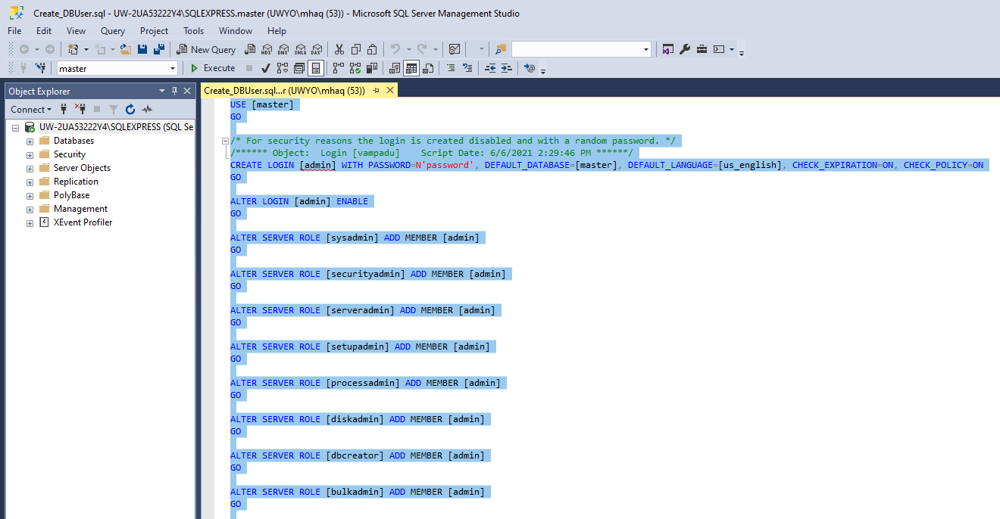 Create_DBUser.sql - UW-2UA53222Y4\SQLEXPRESS.master (UWYO\mhaq (53)) - Microsoft SQL Server Management Studio
File Edit View Query Project Tools Window Help
New Query MDX DMX XMLA DAX
master Execute
Object Explorer
Connect
UW-2UA53222Y4\SQLEXPRESS (SQL Se
Databases
Security
Server Objects
Replication
PolyBase
Management
XEvent Profiler
Create_DBUser.sql...r (UWYO\mhaq (53))
USE [master]
GO
/* For security reasons the login is created disabled and with a random password. */
/****** Object:  Login [vampadu]    Script Date: 6/6/2021 2:29:46 PM ******/
CREATE LOGIN [admin] WITH PASSWORD=N'password', DEFAULT_DATABASE=[master], DEFAULT_LANGUAGE=[us_english], CHECK_EXPIRATION=ON, CHECK_POLICY=ON
GO
ALTER LOGIN [admin] ENABLE
GO
ALTER SERVER ROLE [sysadmin] ADD MEMBER [admin]
GO
ALTER SERVER ROLE [securityadmin] ADD MEMBER [admin]
GO
ALTER SERVER ROLE [serveradmin] ADD MEMBER [admin]
GO
ALTER SERVER ROLE [setupadmin] ADD MEMBER [admin]
GO
ALTER SERVER ROLE [processadmin] ADD MEMBER [admin]
GO
ALTER SERVER ROLE [diskadmin] ADD MEMBER [admin]
GO
ALTER SERVER ROLE [dbcreator] ADD MEMBER [admin]
GO
ALTER SERVER ROLE [bulkadmin] ADD MEMBER [admin]
GO